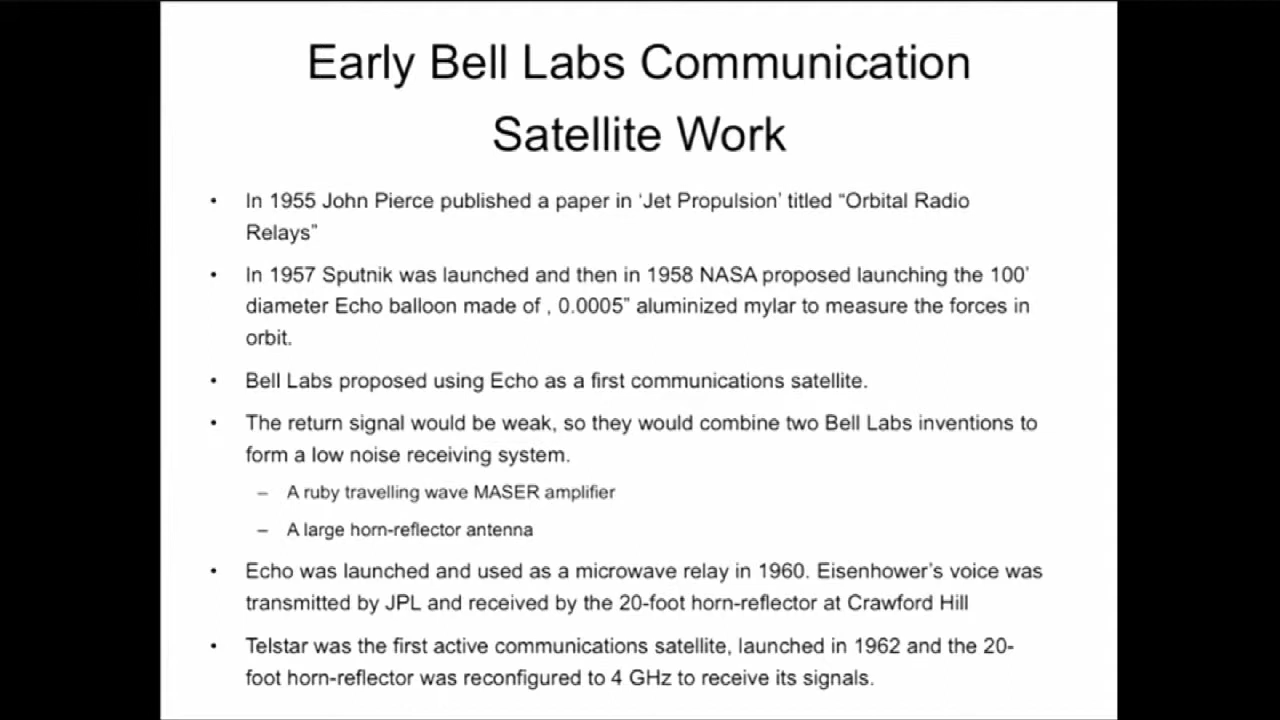 Early Bell Labs Communication
Satellite Work
• In 1955 John Pierce published a paper in ‘Jet Propulsion’ titled “Orbital Radio
Relays”
• In 1957 Sputnik was launched and then in 1958 NASA proposed launching the 100’
diameter Echo balloon made of , 0.0005” aluminized mylar to measure the forces in
orbit.
• Bell Labs proposed using Echo as a first communications satellite.
• The return signal would be weak, so they would combine two Bell Labs inventions to
form a low noise receiving system.
– A ruby travelling wave MASER amplifier
– A large horn-reflector antenna
• Echo was launched and used as a microwave relay in 1960. Eisenhower’s voice was
transmitted by JPL and received by the 20-foot horn-reflector at Crawford Hill
• Telstar was the first active communications satellite, launched in 1962 and the 20-
foot horn-reflector was reconfigured to 4 GHz to receive its signals.